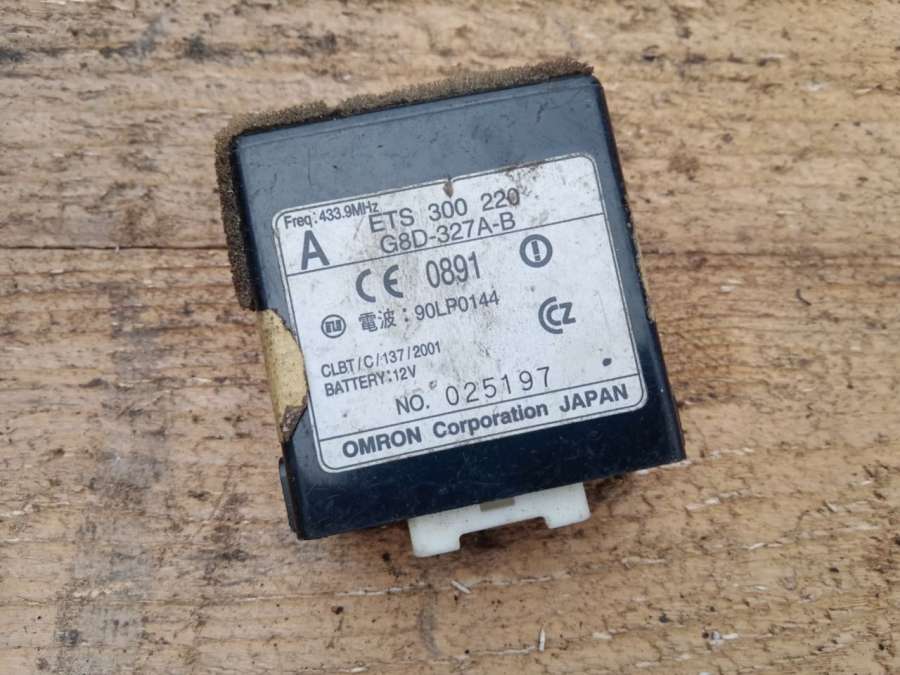 Freq: 433.9MHz
ETS 300 220
A
G8D-327A-B
CE 0891
電波：90LP0144
CZ
CLBT/C/137/2001
BATTERY:12V
NO. 025197
OMRON Corporation JAPAN